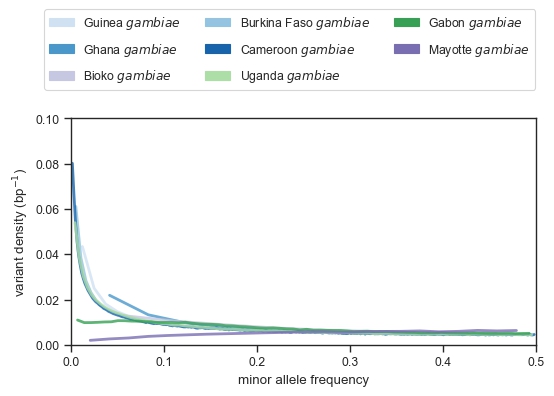 Guinea gambiae
Burkina Faso gambiae
Gabon gambiae
Ghana gambiae
Cameroon gambiae
Mayotte gambiae
Bioko gambiae
Uganda gambiae
0.10
0.08
0.06
0.04
0.02
0.00
variant density (bp⁻¹)
0.0 0.1 0.2 0.3 0.4 0.5
minor allele frequency